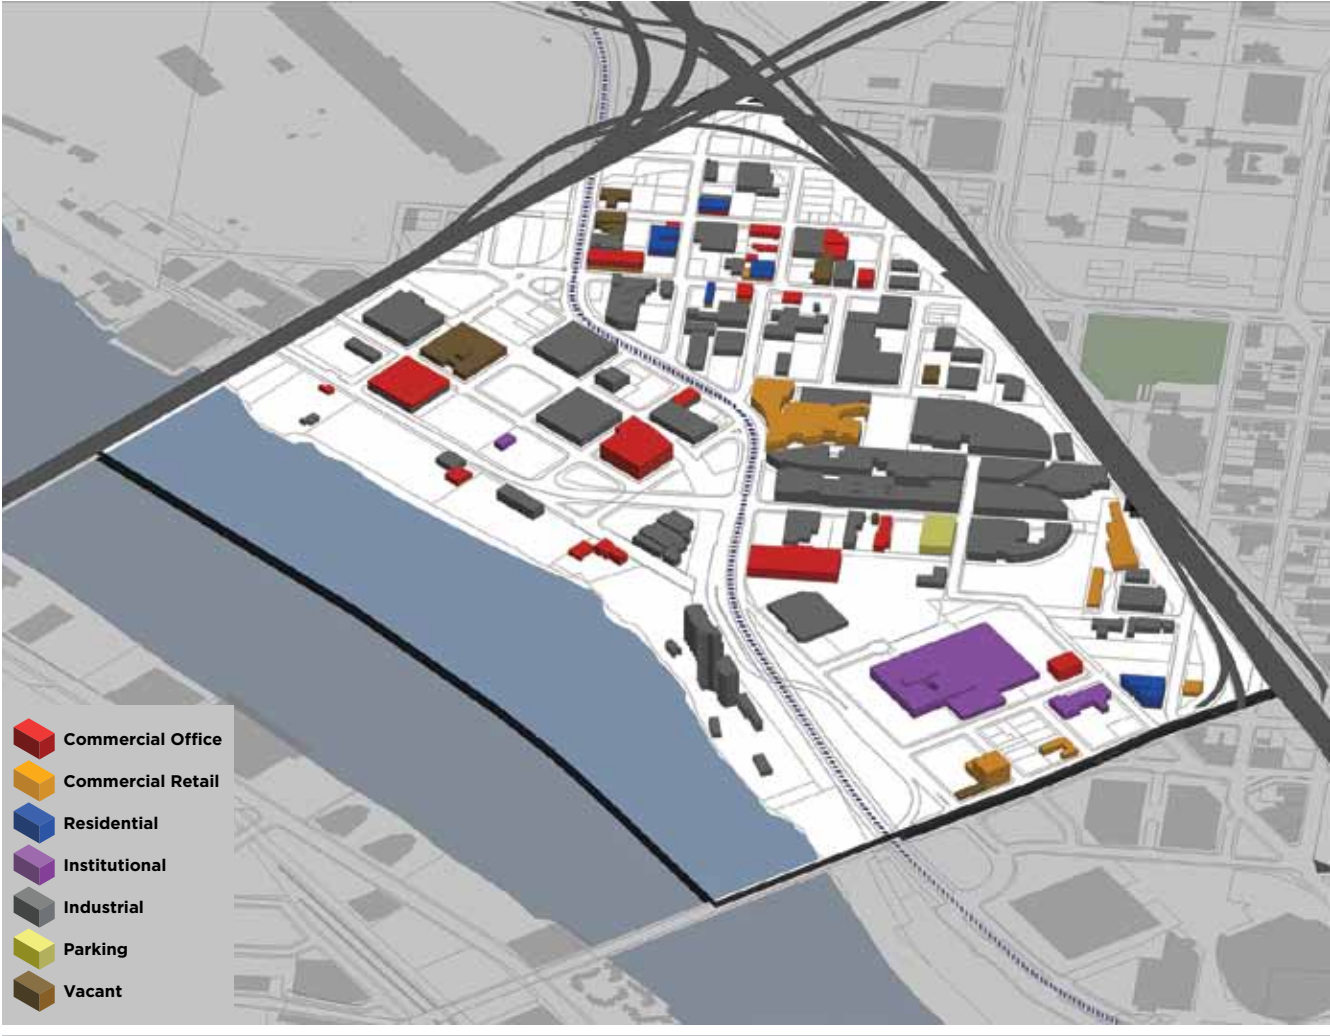 Commercial Office
Commercial Retail
Residential
Institutional
Industrial
Parking
Vacant